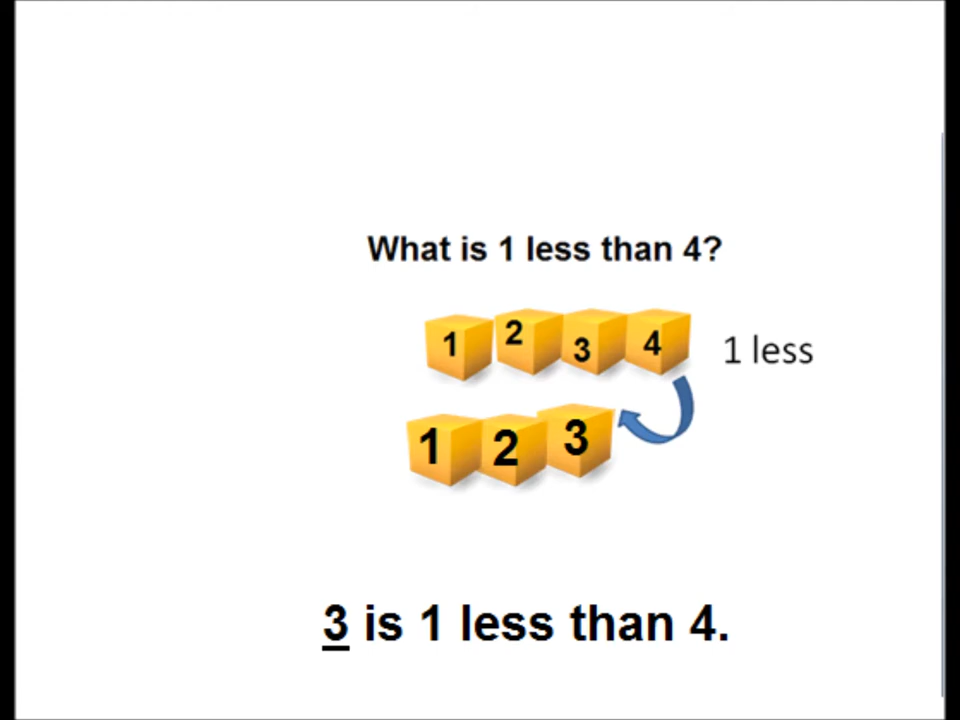 What is 1 less than 4?
1 2 3 4 1 less
1 2 3
3 is 1 less than 4.